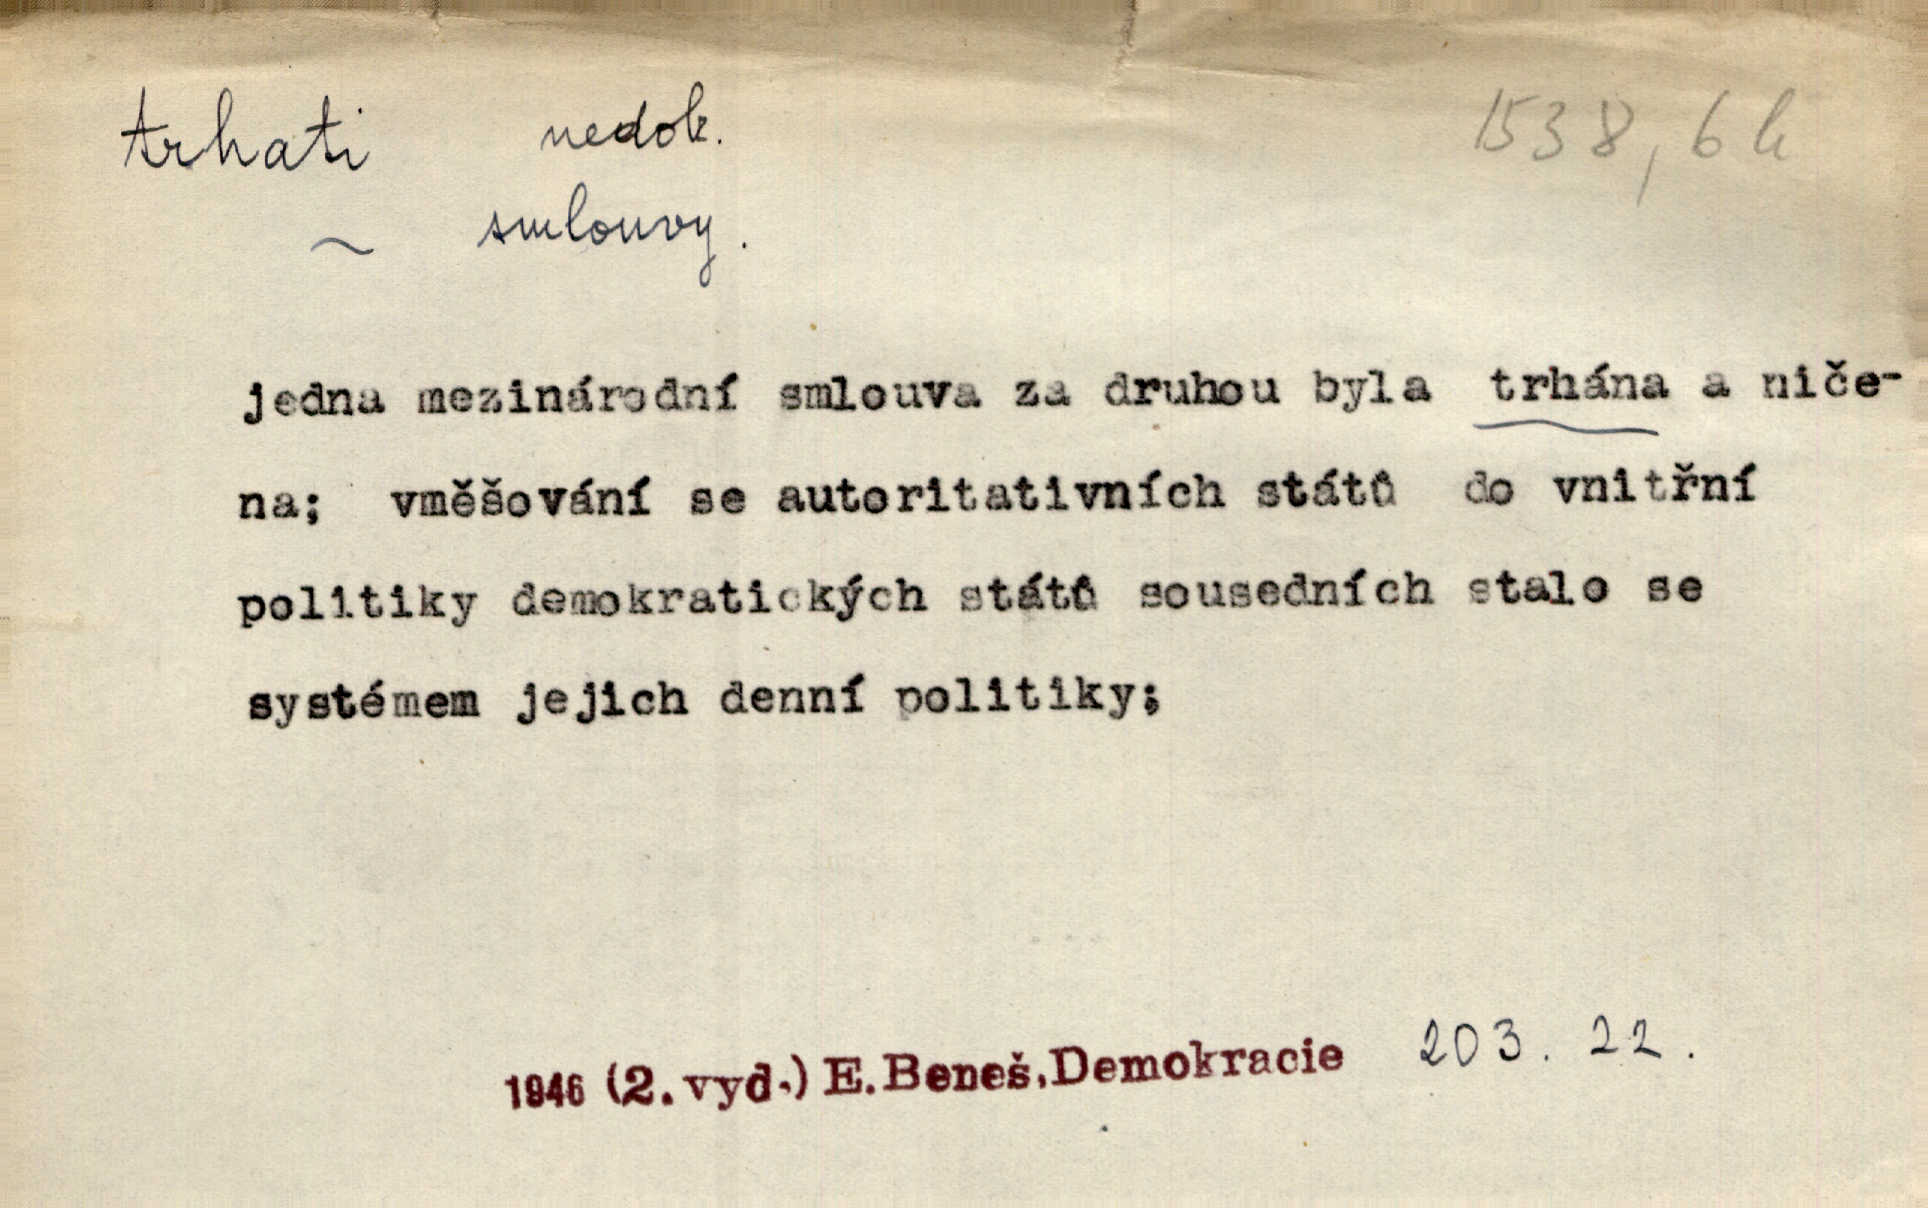 trhati nedok. 1538,6h
~ smlouvy.
jedna mezinárodní smlouva za druhou byla trhána a niče-
na; vměšování se autoritativních států do vnitřní
politiky demokratických států sousedních stalo se
systémem jejich denní politiky;
1946 (2. vyd.) E. Beneš, Demokracie 203. 22.